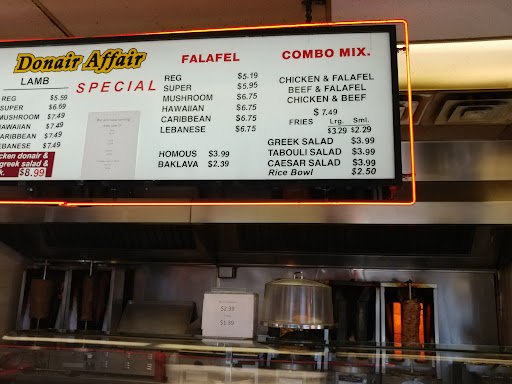 Donair Affair
LAMB
SPECIAL
REG $5.59
SUPER $6.69
MUSHROOM $7.49
HAWAIIAN $7.49
CARIBBEAN $7.49
LEBANESE $7.49
cken donair &
greek salad &
k. $8.99
FALAFEL
REG $5.19
SUPER $5.95
MUSHROOM $6.75
HAWAIIAN $6.75
CARIBBEAN $6.75
LEBANESE $6.75
HOMOUS $3.99
BAKLAVA $2.39
COMBO MIX.
CHICKEN & FALAFEL
BEEF & FALAFEL
CHICKEN & BEEF
$7.49
FRIES Lrg. Sml.
$3.29 $2.29
GREEK SALAD $3.99
TABOULI SALAD $3.99
CAESAR SALAD $3.99
Rice Bowl $2.50
$2.39
$1.89